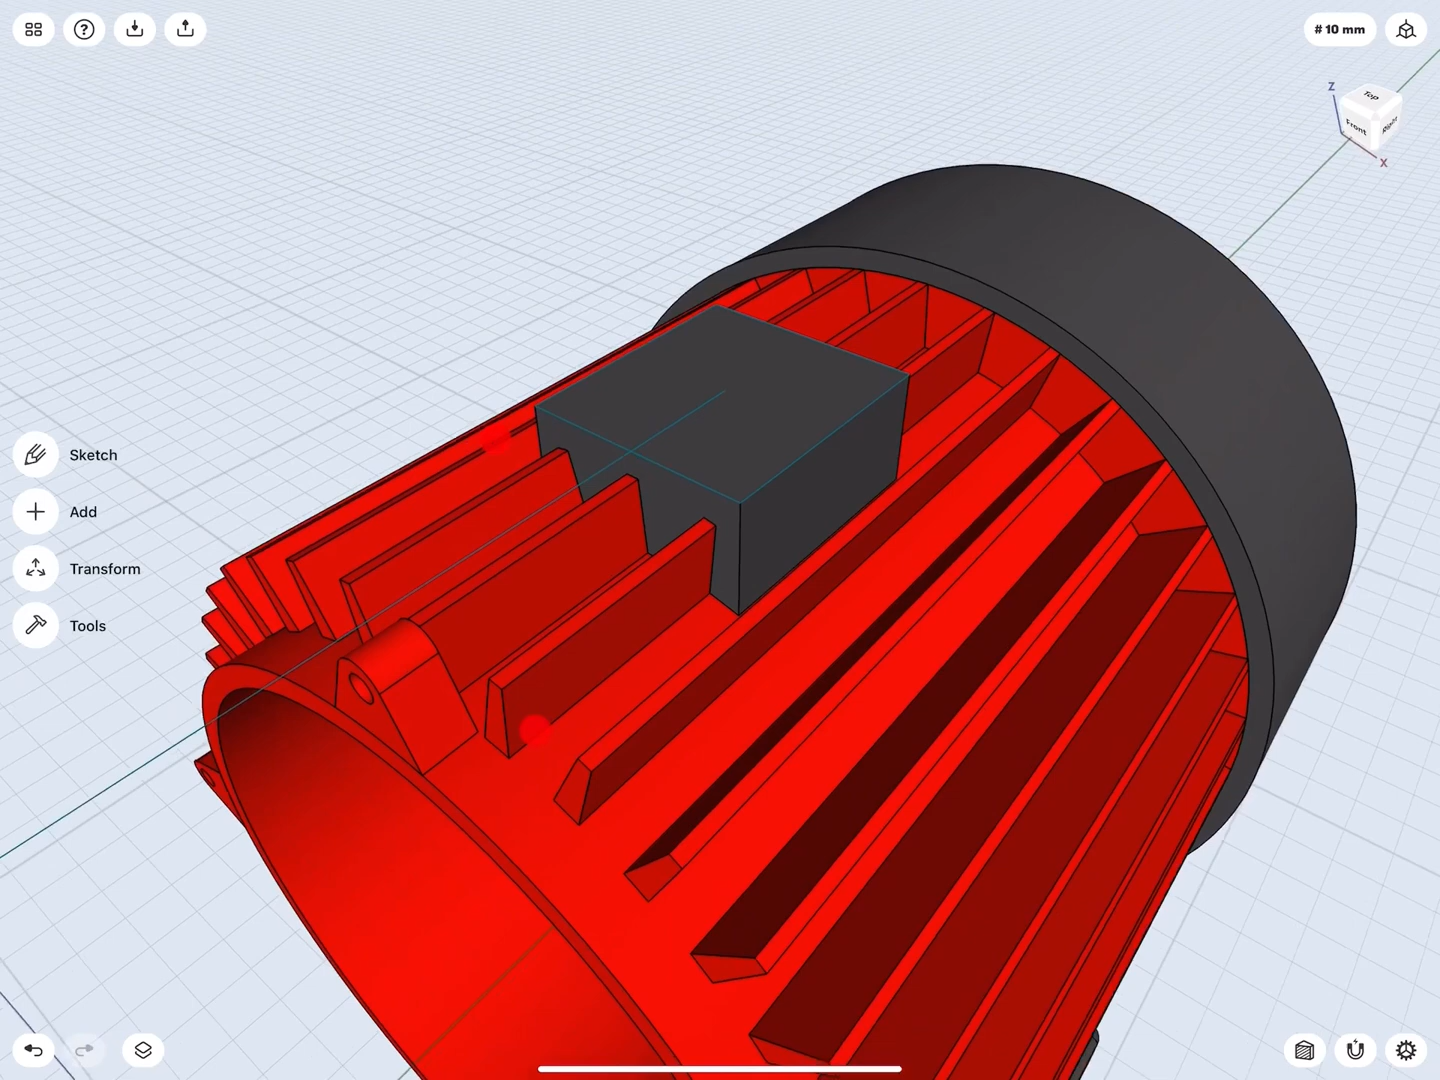 # 10 mm
Z
Top
Front
Right
X
Sketch
Add
Transform
Tools